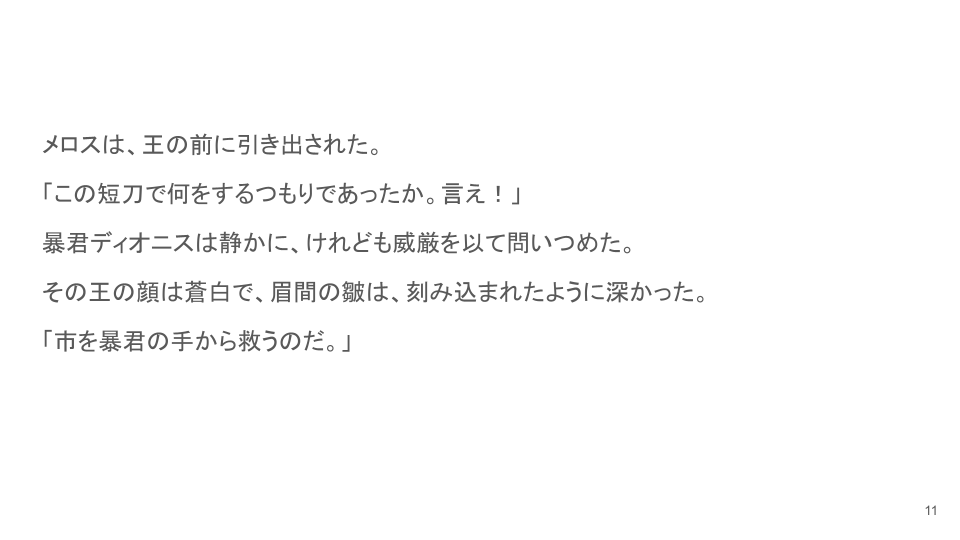 メロスは、王の前に引き出された。
「この短刀で何をするつもりであったか。言え！」
暴君ディオニスは静かに、けれども威厳を以て問いつめた。
その王の顔は蒼白で、眉間の皺は、刻み込まれたように深かった。
「市を暴君の手から救うのだ。」
11